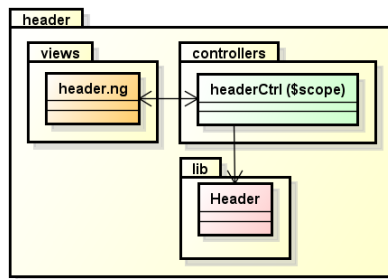 header
views
controllers
header.ng
headerCtrl ($scope)
lib
Header